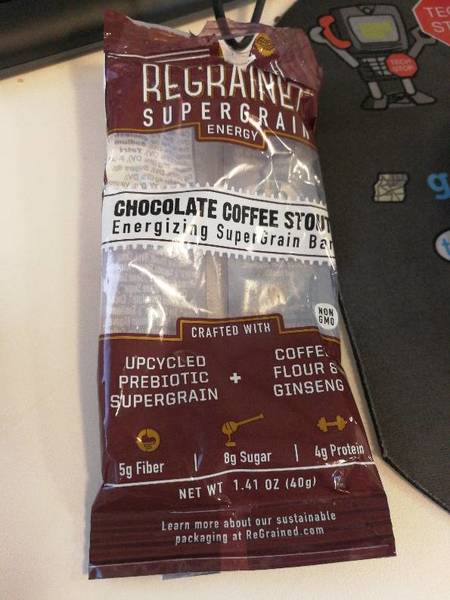 REGRAINED
SUPERGRAIN
ENERGY
CHOCOLATE COFFEE STOUT
Energizing SuperGrain Bar
NON
GMO
CRAFTED WITH
UPCYCLED
PREBIOTIC
SUPERGRAIN
+
COFFEE
FLOUR &
GINSENG
5g Fiber | 8g Sugar | 4g Protein
NET WT 1.41 OZ (40g)
Learn more about our sustainable
packaging at ReGrained.com
TECH
STOP